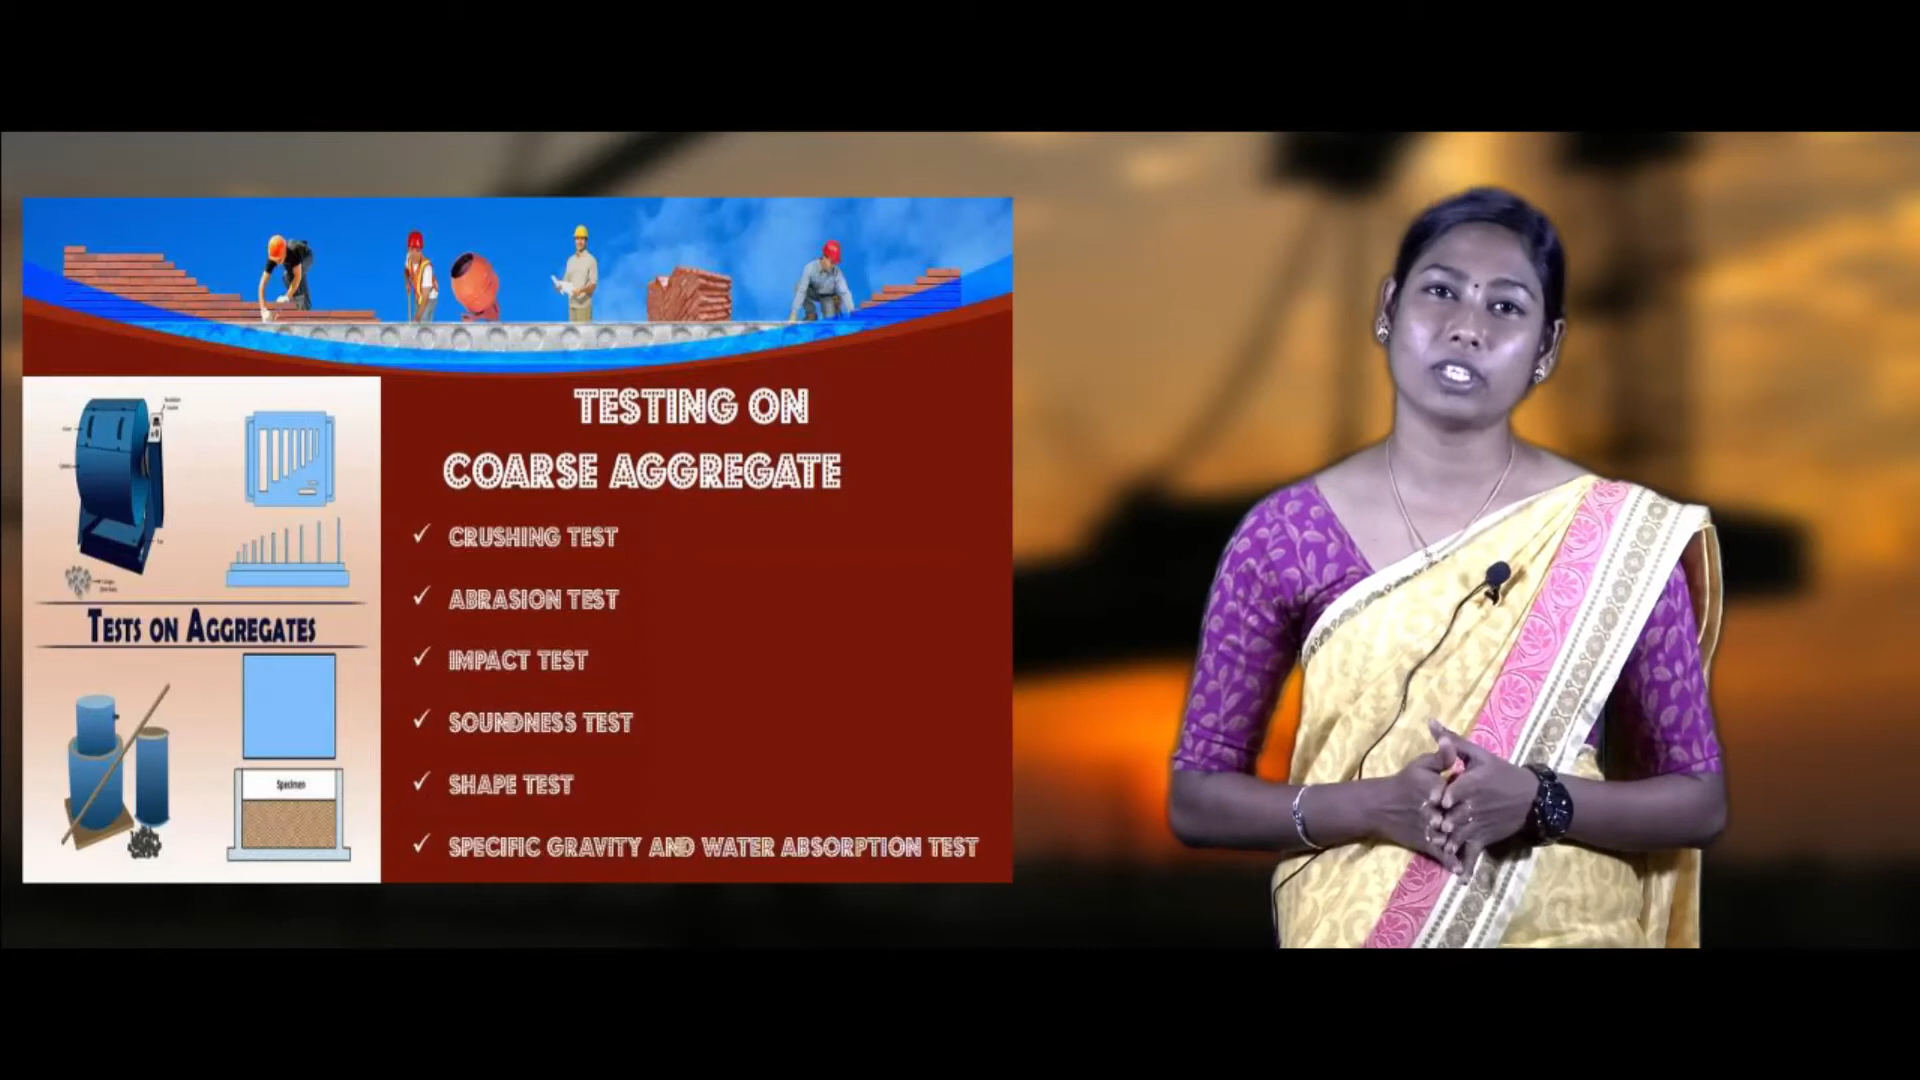 TESTING ON
COARSE AGGREGATE
✓ CRUSHING TEST
✓ ABRASION TEST
✓ IMPACT TEST
✓ SOUNDNESS TEST
✓ SHAPE TEST
✓ SPECIFIC GRAVITY AND WATER ABSORPTION TEST
TESTS ON AGGREGATES
Specimen